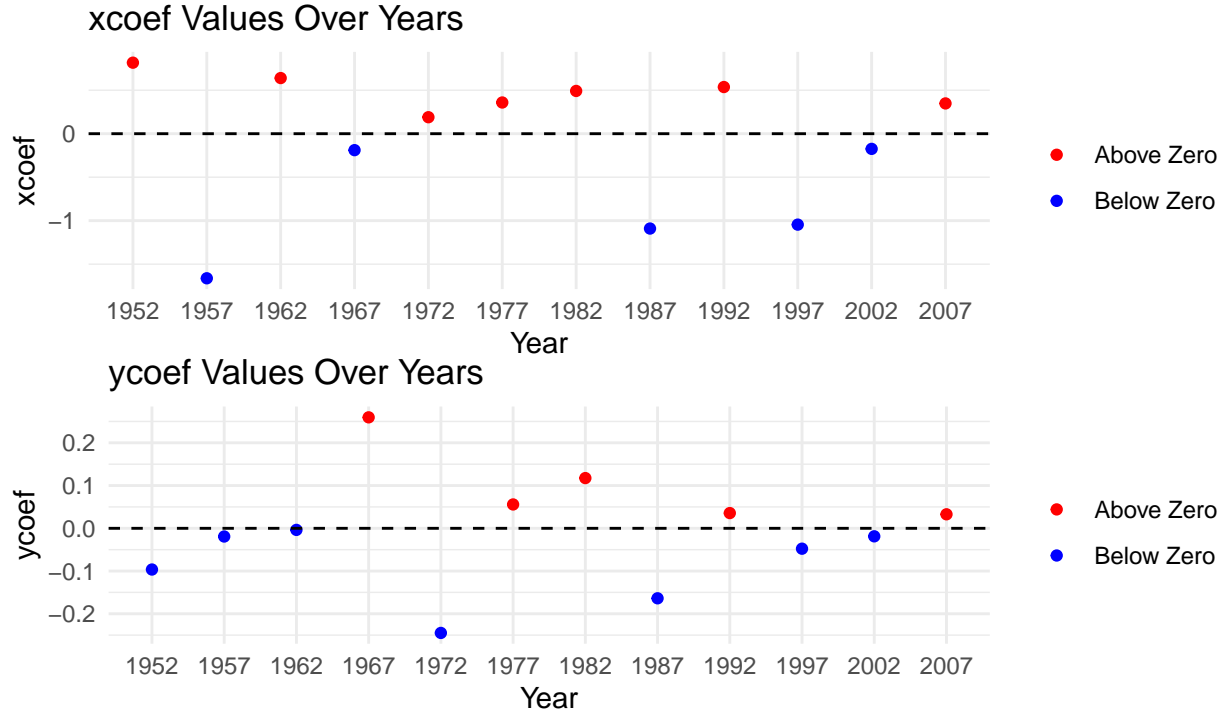 xcoef Values Over Years
xcoef
0
−1
1952 1957 1962 1967 1972 1977 1982 1987 1992 1997 2002 2007
Year
Above Zero
Below Zero
ycoef Values Over Years
ycoef
0.2
0.1
0.0
−0.1
−0.2
1952 1957 1962 1967 1972 1977 1982 1987 1992 1997 2002 2007
Year
Above Zero
Below Zero